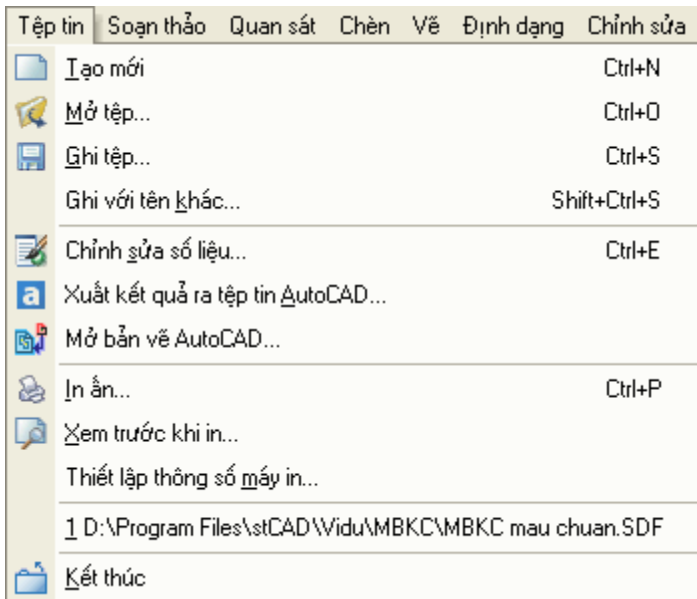 Tệp tin Soạn thảo Quan sát Chèn Vẽ Định dạng Chỉnh sửa
Tạo mới Ctrl+N
Mở tệp... Ctrl+O
Ghi tệp... Ctrl+S
Ghi với tên khác... Shift+Ctrl+S
Chỉnh sửa số liệu... Ctrl+E
Xuất kết quả ra tệp tin AutoCAD...
Mở bản vẽ AutoCAD...
In ấn... Ctrl+P
Xem trước khi in...
Thiết lập thông số máy in...
1 D:\Program Files\stCAD\Vidu\MBKC\MBKC mau chuan.SDF
Kết thúc